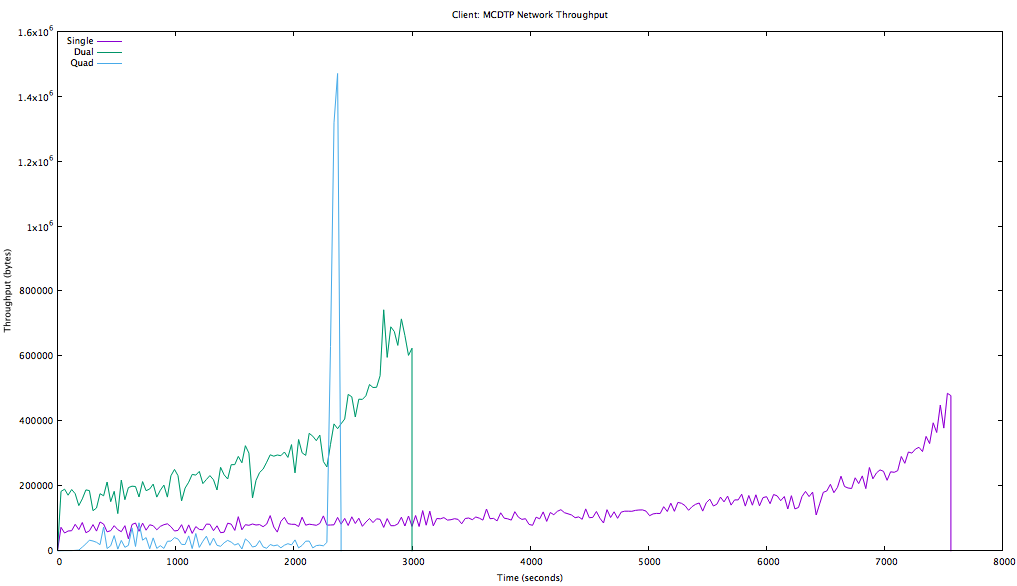 Client: MCDTP Network Throughput
1.6x10^6
1.4x10^6
1.2x10^6
1x10^6
800000
600000
400000
200000
0
Throughput (bytes)
Single
Dual
Quad
0 1000 2000 3000 4000 5000 6000 7000 8000
Time (seconds)